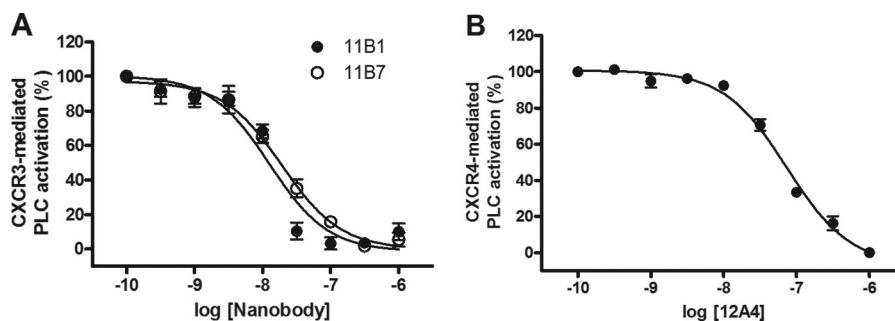 A
CXCR3-mediated
PLC activation (%)
120
100
80
60
40
20
0
-10
-9
-8
-7
-6
log [Nanobody]
11B1
11B7
B
CXCR4-mediated
PLC activation (%)
120
100
80
60
40
20
0
-10
-9
-8
-7
-6
log [12A4]